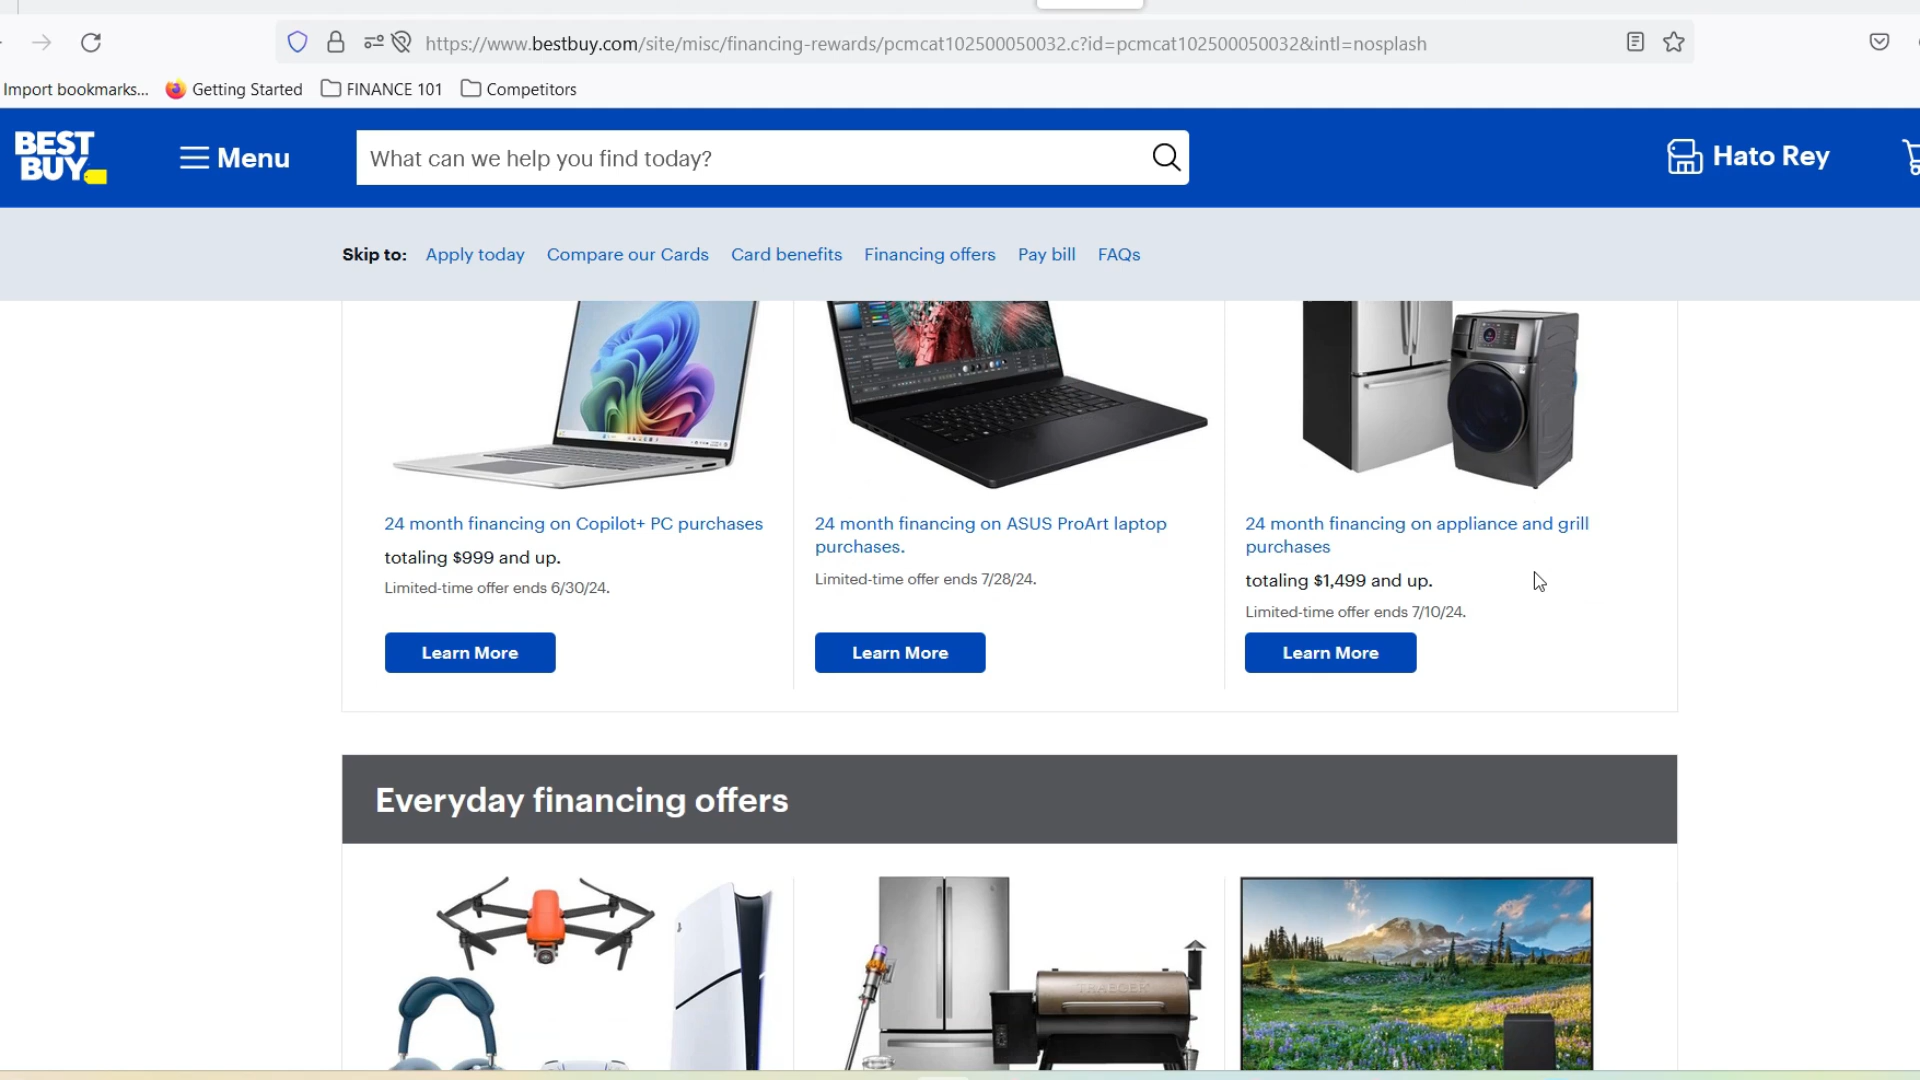 https://www.bestbuy.com/site/misc/financing-rewards/pcmcat102500050032.c?id=pcmcat102500050032&intl=nosplash
Import bookmarks... Getting Started FINANCE 101 Competitors
BEST
BUY
Menu
What can we help you find today?
Hato Rey
Skip to: Apply today Compare our Cards Card benefits Financing offers Pay bill FAQs
24 month financing on Copilot+ PC purchases
totaling $999 and up.
Limited-time offer ends 6/30/24.
Learn More
24 month financing on ASUS ProArt laptop
purchases.
Limited-time offer ends 7/28/24.
Learn More
24 month financing on appliance and grill
purchases
totaling $1,499 and up.
Limited-time offer ends 7/10/24.
Learn More
Everyday financing offers
TRAEGER